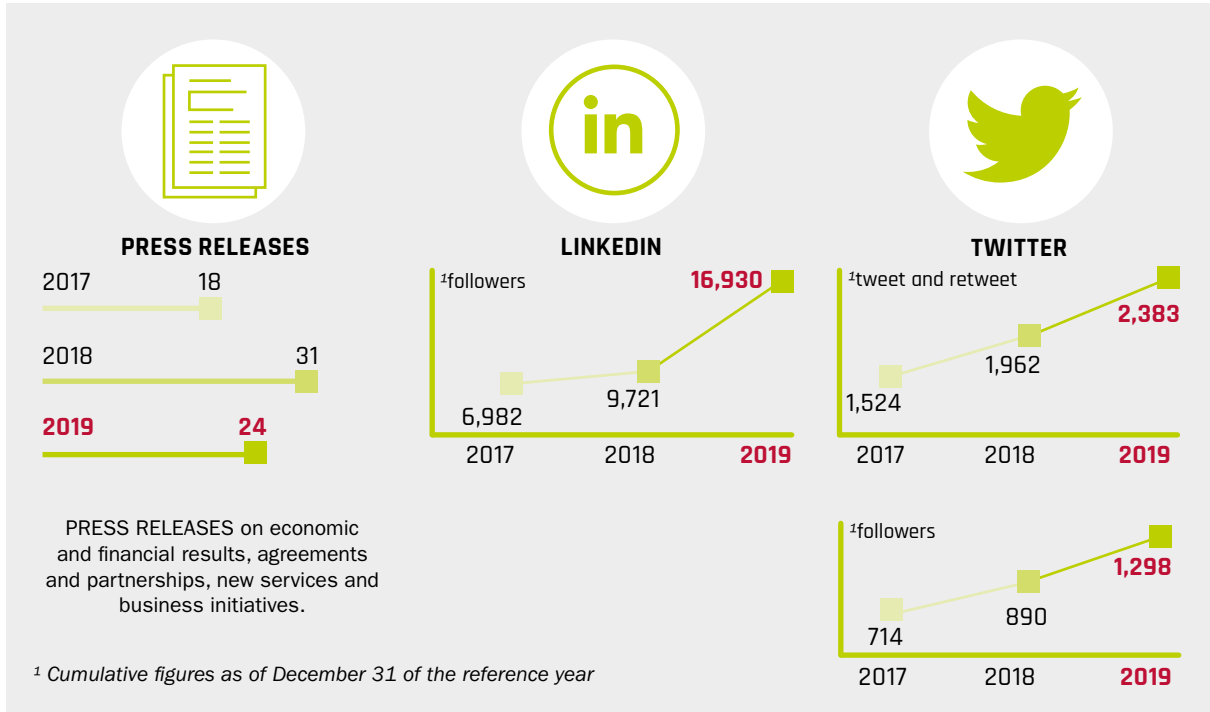 in
PRESS RELEASES
2017 18
2018 31
2019 24
PRESS RELEASES on economic
and financial results, agreements
and partnerships, new services and
business initiatives.
LINKEDIN
¹followers
16,930
6,982
9,721
2017 2018 2019
TWITTER
¹tweet and retweet
2,383
1,962
1,524
2017 2018 2019
¹followers
1,298
890
714
2017 2018 2019
¹ Cumulative figures as of December 31 of the reference year